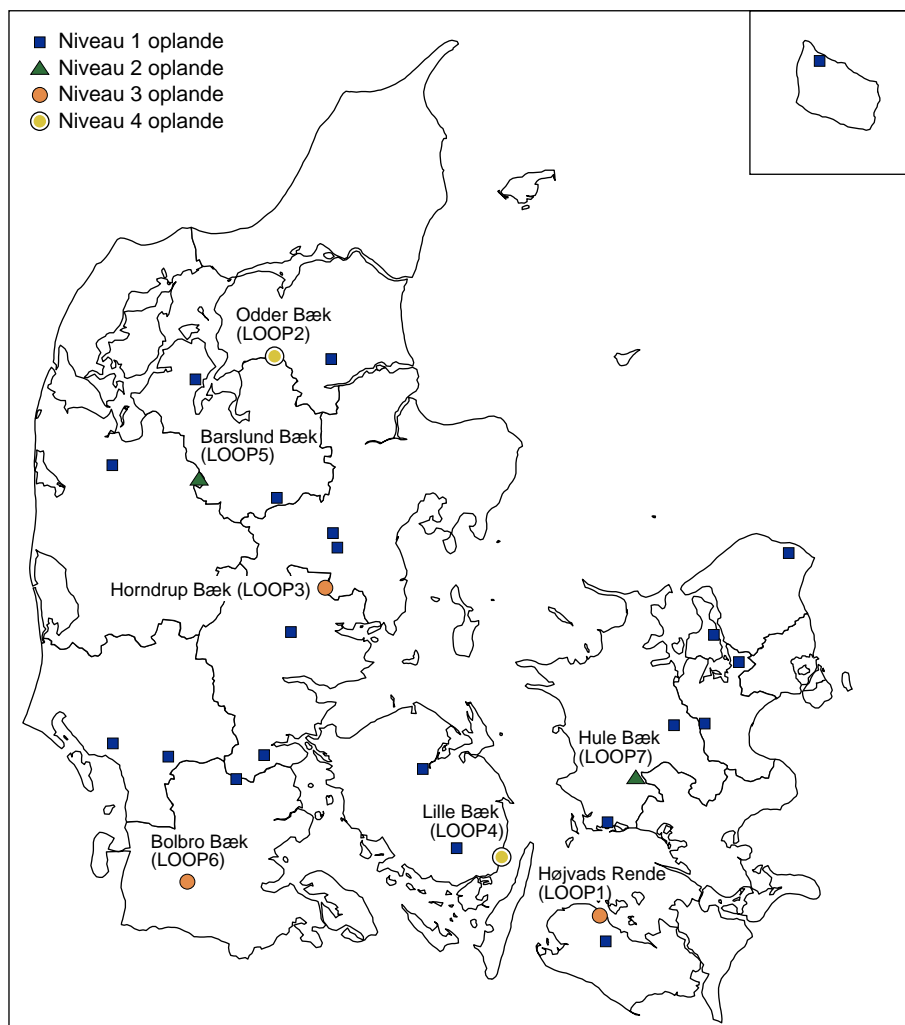 Niveau 1 oplande
Niveau 2 oplande
Niveau 3 oplande
Niveau 4 oplande
Odder Bæk
(LOOP2)
Barslund Bæk
(LOOP5)
Horndrup Bæk (LOOP3)
Hule Bæk
(LOOP7)
Lille Bæk
(LOOP4)
Bolbro Bæk
(LOOP6)
Højvads Rende
(LOOP1)